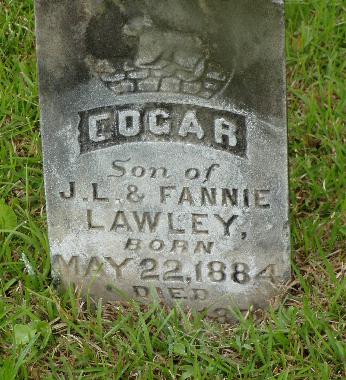 EDGAR
Son of
J.L. & FANNIE
LAWLEY,
BORN
MAY 22, 1884
DIED